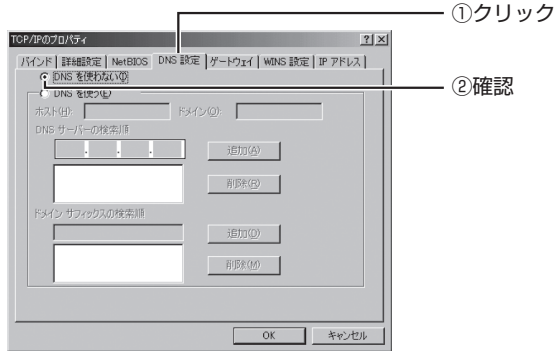 ①クリック
TCP/IPのプロパティ
バインド 詳細設定 NetBIOS DNS 設定 ゲートウェイ WINS 設定 IP アドレス
②確認
DNS を使わない(I)
DNS を使う(E)
ホスト(H): ドメイン(O):
DNS サーバーの検索順
追加(A)
削除(R)
ドメイン サフィックスの検索順
追加(D)
削除(M)
OK キャンセル